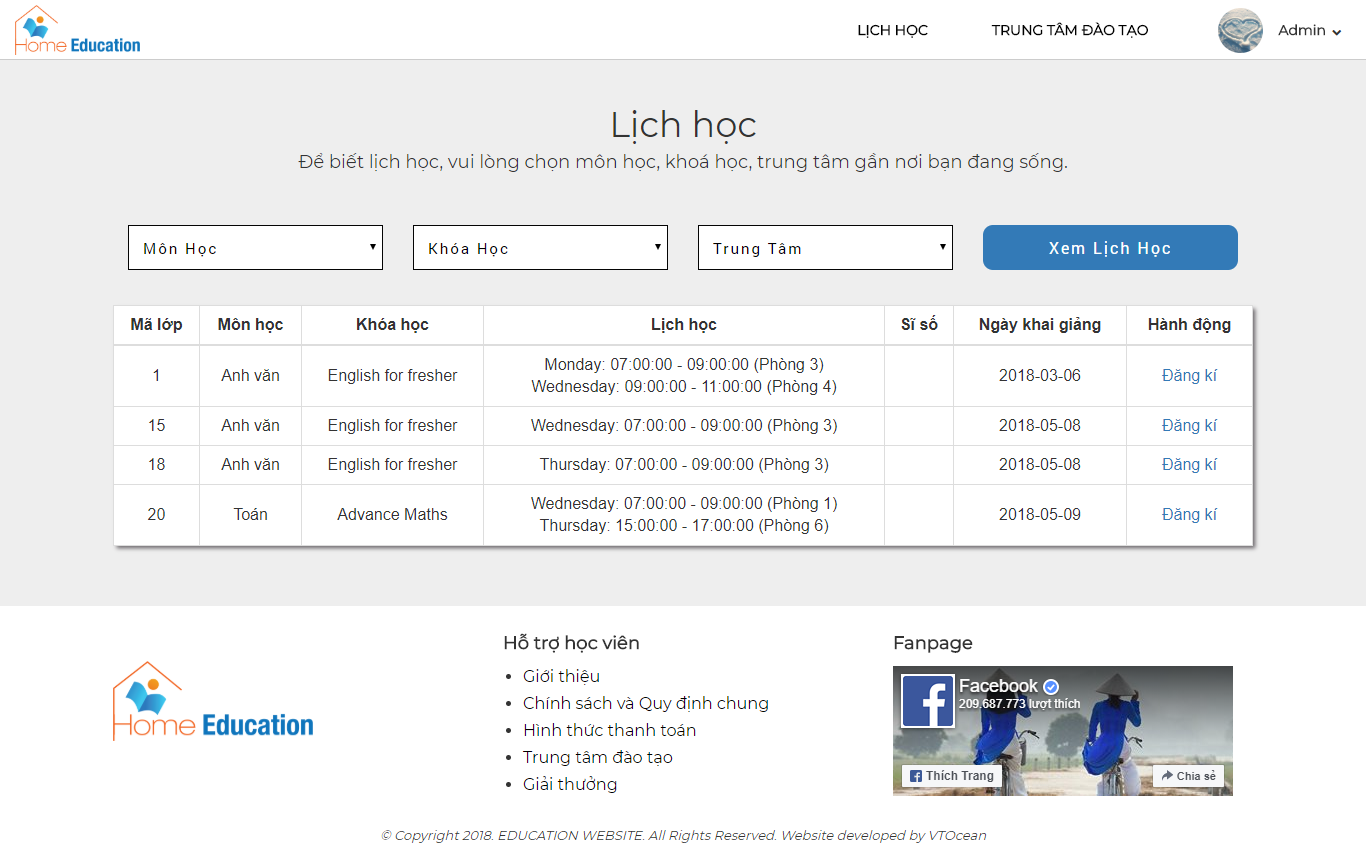 Home Education
LỊCH HỌC
TRUNG TÂM ĐÀO TẠO
Admin
Lịch học
Để biết lịch học, vui lòng chọn môn học, khoá học, trung tâm gần nơi bạn đang sống.
Môn Học
Khóa Học
Trung Tâm
Xem Lịch Học
Mã lớp Môn học Khóa học Lịch học Sĩ số Ngày khai giảng Hành động
1 Anh văn English for fresher Monday: 07:00:00 - 09:00:00 (Phòng 3)
Wednesday: 09:00:00 - 11:00:00 (Phòng 4) 2018-03-06 Đăng kí
15 Anh văn English for fresher Wednesday: 07:00:00 - 09:00:00 (Phòng 3) 2018-05-08 Đăng kí
18 Anh văn English for fresher Thursday: 07:00:00 - 09:00:00 (Phòng 3) 2018-05-08 Đăng kí
20 Toán Advance Maths Wednesday: 07:00:00 - 09:00:00 (Phòng 1)
Thursday: 15:00:00 - 17:00:00 (Phòng 6) 2018-05-09 Đăng kí
Home Education
Hỗ trợ học viên
Giới thiệu
Chính sách và Quy định chung
Hình thức thanh toán
Trung tâm đào tạo
Giải thưởng
Fanpage
Facebook
209.687.773 lượt thích
Thích Trang
Chia sẻ
© Copyright 2018. EDUCATION WEBSITE. All Rights Reserved. Website developed by VTOcean